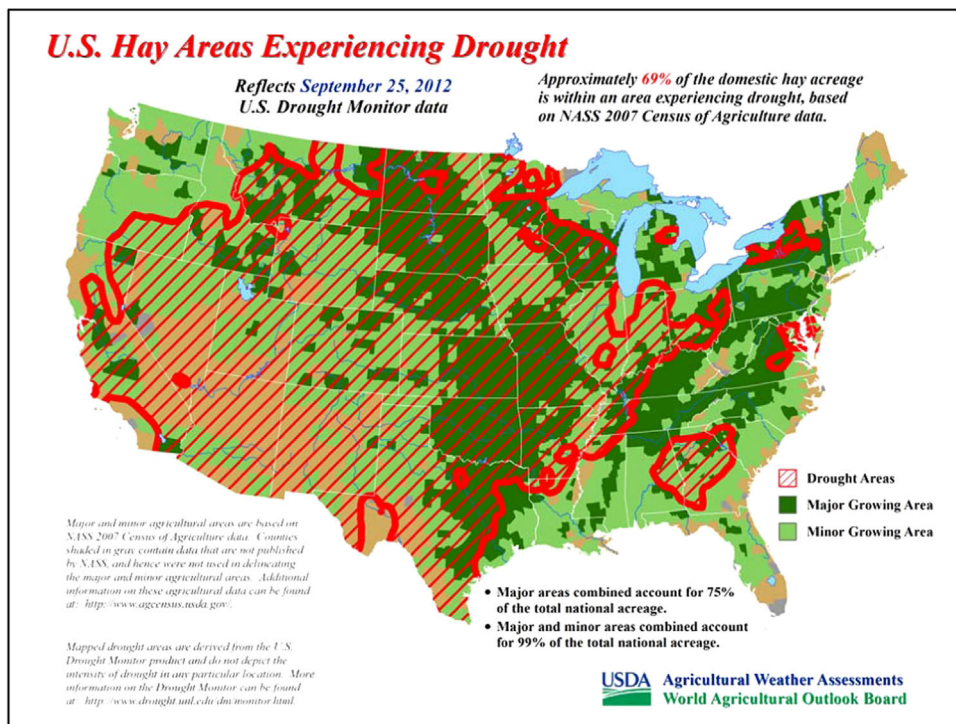 U.S. Hay Areas Experiencing Drought
Reflects September 25, 2012
U.S. Drought Monitor data
Approximately 69% of the domestic hay acreage
is within an area experiencing drought, based
on NASS 2007 Census of Agriculture data.
Drought Areas
Major Growing Area
Minor Growing Area
Major and minor agricultural areas are based on
NASS 2007 Census of Agriculture data. Counties
shaded in gray contain data that are not published
by NASS, and hence were not used in delineating
the major and minor agricultural areas. Additional
information on these agricultural data can be found
at: http://www.agcensus.usda.gov/.
• Major areas combined account for 75%
of the total national acreage.
• Major and minor areas combined account
for 99% of the total national acreage.
Mapped drought areas are derived from the U.S.
Drought Monitor product and do not depict the
intensity of drought in any particular location. More
information on the Drought Monitor can be found
at: http://www.drought.unl.edu/dm/monitor.html
USDA Agricultural Weather Assessments
World Agricultural Outlook Board